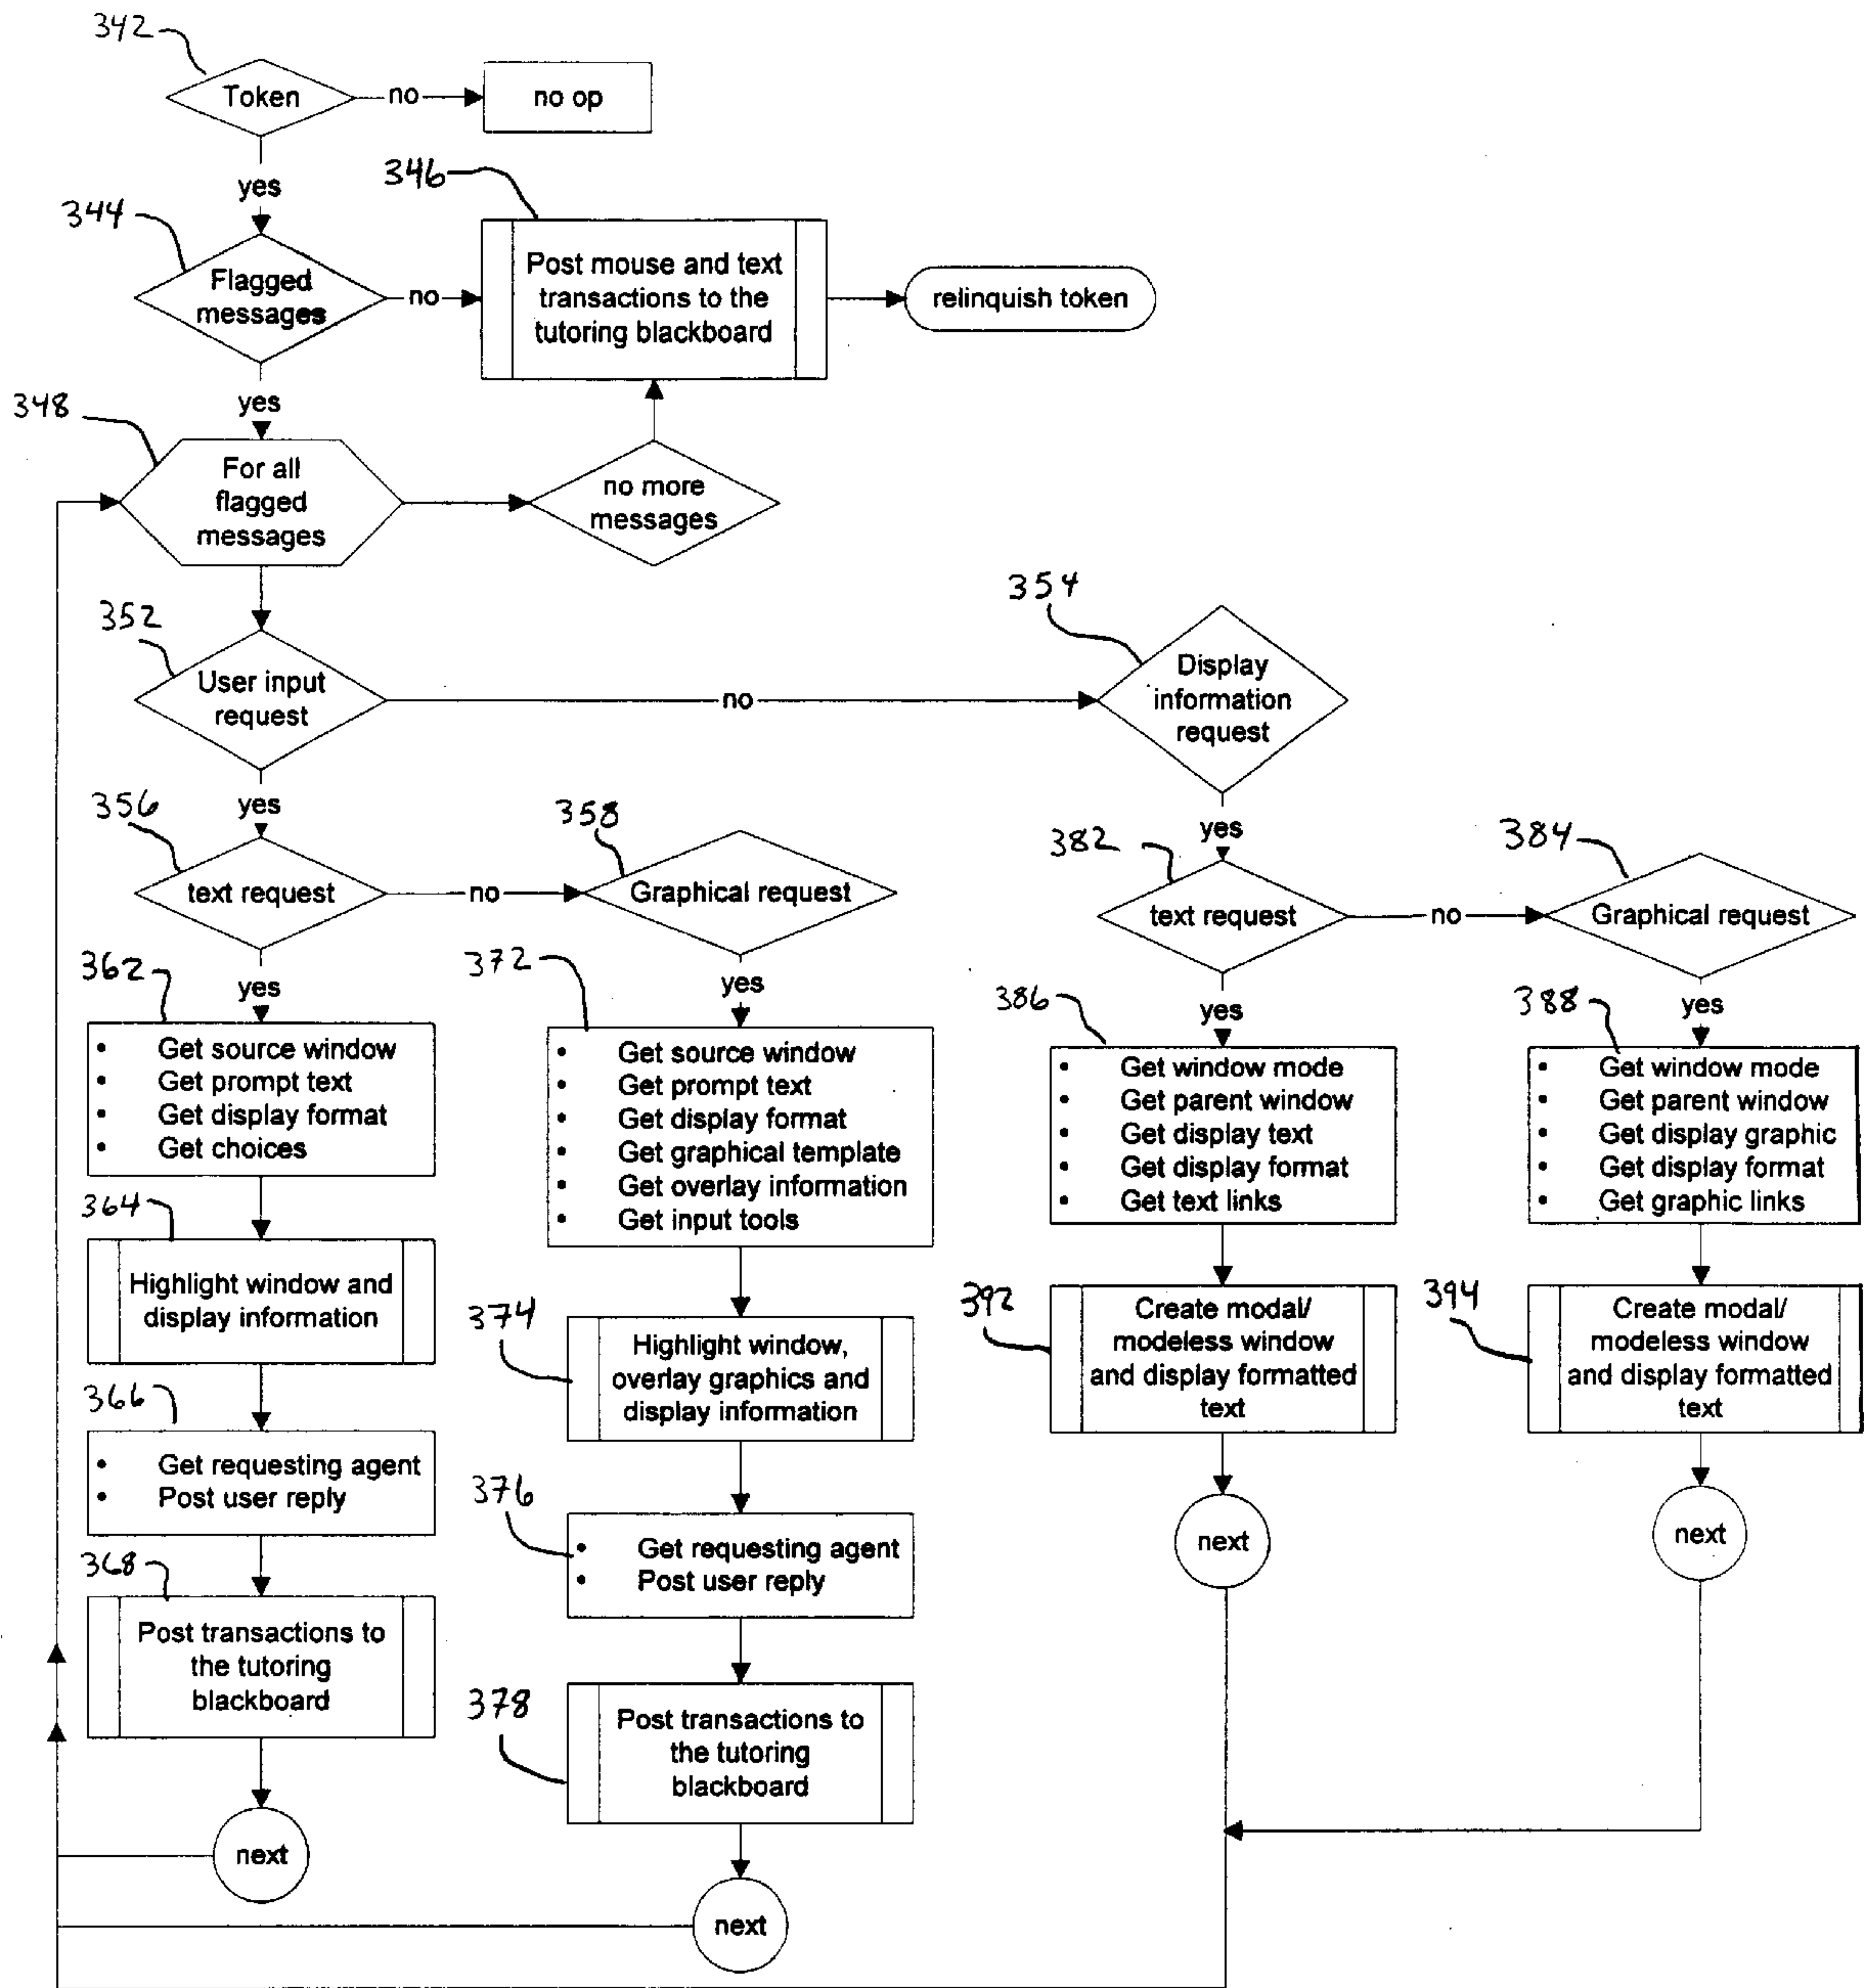 342
Token
no
no op
yes
346
344
Flagged
messages
no
Post mouse and text
transactions to the
tutoring blackboard
relinquish token
yes
348
For all
flagged
messages
no more
messages
352
User input
request
no
354
Display
information
request
yes
356
text request
no
358
Graphical request
yes
382
text request
no
384
Graphical request
yes
362
• Get source window
• Get prompt text
• Get display format
• Get choices
yes
372
• Get source window
• Get prompt text
• Get display format
• Get graphical template
• Get overlay information
• Get input tools
yes
386
• Get window mode
• Get parent window
• Get display text
• Get display format
• Get text links
yes
388
• Get window mode
• Get parent window
• Get display graphic
• Get display format
• Get graphic links
364
Highlight window and
display information
374
Highlight window,
overlay graphics and
display information
392
Create modal/
modeless window
and display formatted
text
394
Create modal/
modeless window
and display formatted
text
366
• Get requesting agent
• Post user reply
376
• Get requesting agent
• Post user reply
next
next
368
Post transactions to
the tutoring
blackboard
378
Post transactions to
the tutoring
blackboard
next
next